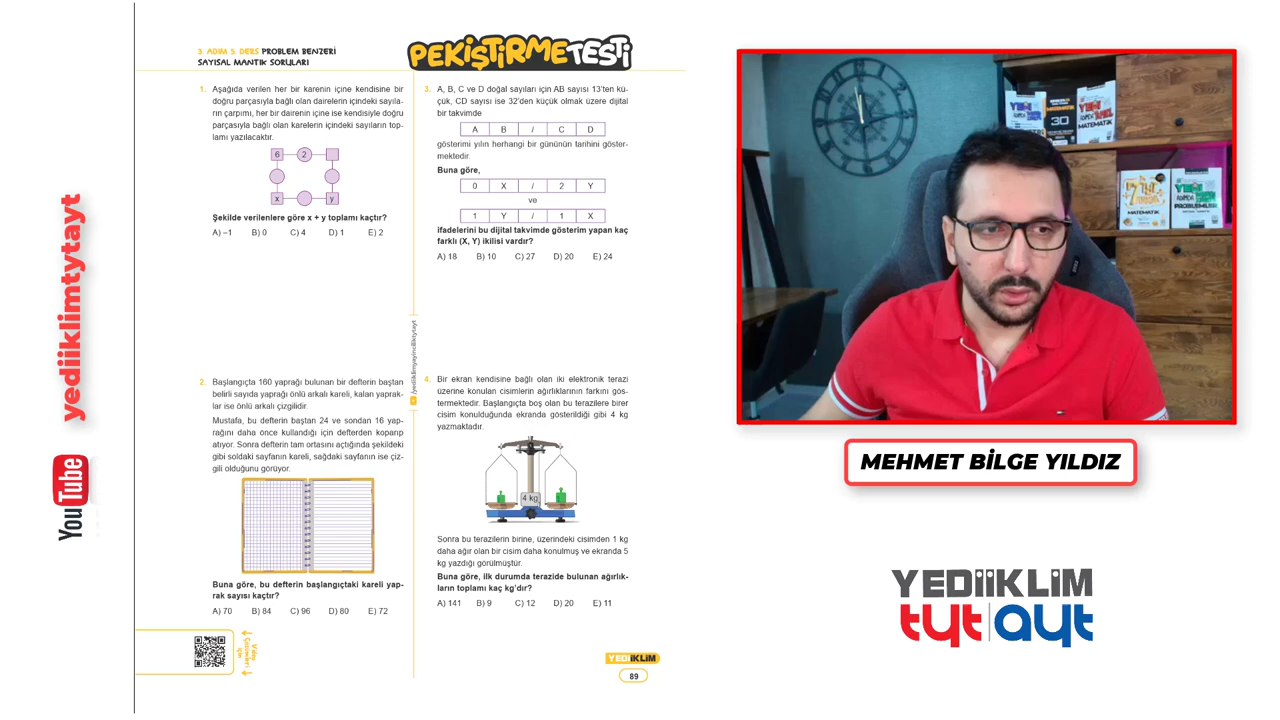 YouTube yediiklimtytayt
3. ADIM 5. DERS PROBLEM BENZERİ
SAYISAL MANTIK SORULARI
PEKİŞTİRME TESTİ
1. Aşağıda verilen her bir karenin içine kendisine bir
doğru parçasıyla bağlı olan dairelerin içindeki sayıla-
rın çarpımı, her bir dairenin içine ise kendisiyle doğru
parçasıyla bağlı olan karelerin içindeki sayıların top-
lamı yazılacaktır.
6 2
x y
Şekilde verilenlere göre x + y toplamı kaçtır?
A) –1 B) 0 C) 4 D) 1 E) 2
2. Başlangıçta 160 yaprağı bulunan bir defterin baştan
belirli sayıda yaprağı önlü arkalı kareli, kalan yaprak-
lar ise önlü arkalı çizgilidir.
Mustafa, bu defterin baştan 24 ve sondan 16 yap-
rağını daha önce kullandığı için defterden koparıp
atıyor. Sonra defterin tam ortasını açtığında şekildeki
gibi soldaki sayfanın kareli, sağdaki sayfanın ise çiz-
gili olduğunu görüyor.
Buna göre, bu defterin başlangıçtaki kareli yap-
rak sayısı kaçtır?
A) 70 B) 84 C) 96 D) 80 E) 72
Video
Çözümleri
için
/yediiklimyayinciliktytayt
3. A, B, C ve D doğal sayıları için AB sayısı 13'ten kü-
çük, CD sayısı ise 32'den küçük olmak üzere dijital
bir takvimde
A B / C D
gösterimi yılın herhangi bir gününün tarihini göster-
mektedir.
Buna göre,
0 X / 2 Y
ve
1 Y / 1 X
ifadelerini bu dijital takvimde gösterim yapan kaç
farklı (X, Y) ikilisi vardır?
A) 18 B) 10 C) 27 D) 20 E) 24
4. Bir ekran kendisine bağlı olan iki elektronik terazi
üzerine konulan cisimlerin ağırlıklarının farkını gös-
termektedir. Başlangıçta boş olan bu terazilere birer
cisim konulduğunda ekranda gösterildiği gibi 4 kg
yazmaktadır.
4 kg
Sonra bu terazilerin birine, üzerindeki cisimden 1 kg
daha ağır olan bir cisim daha konulmuş ve ekranda 5
kg yazdığı görülmüştür.
Buna göre, ilk durumda terazide bulunan ağırlık-
ların toplamı kaç kg'dır?
A) 141 B) 9 C) 12 D) 20 E) 11
YEDİİKLİM
89
MATEMATİK
30
MATEMATİK
MATEMATİK
PROBLEMLER
MEHMET BİLGE YILDIZ
YEDİİKLİM
tyt ayt